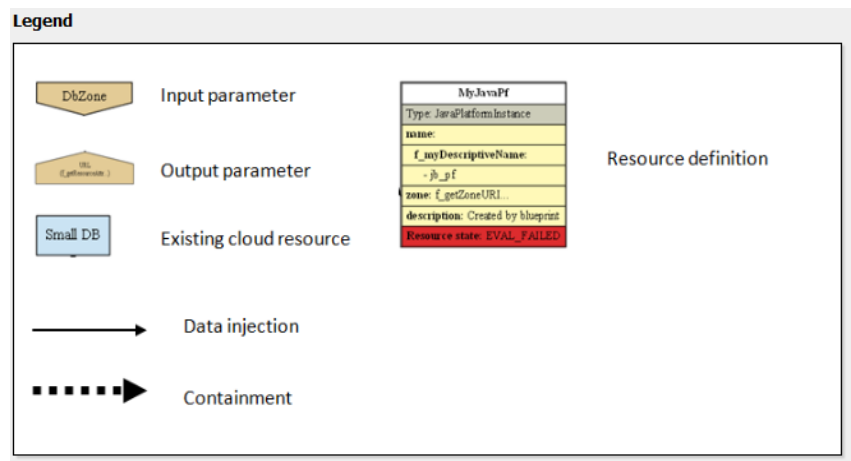 Legend
DbZone
Input parameter
URL
Output parameter
Small DB
Existing cloud resource
Data injection
Containment
MyJavaPf
Type: JavaPlatformInstance
name:
f_myDescriptiveName:
- jb_pf
zone: f_getZoneURI...
description: Created by blueprint
Resource state: EVAL_FAILED
Resource definition